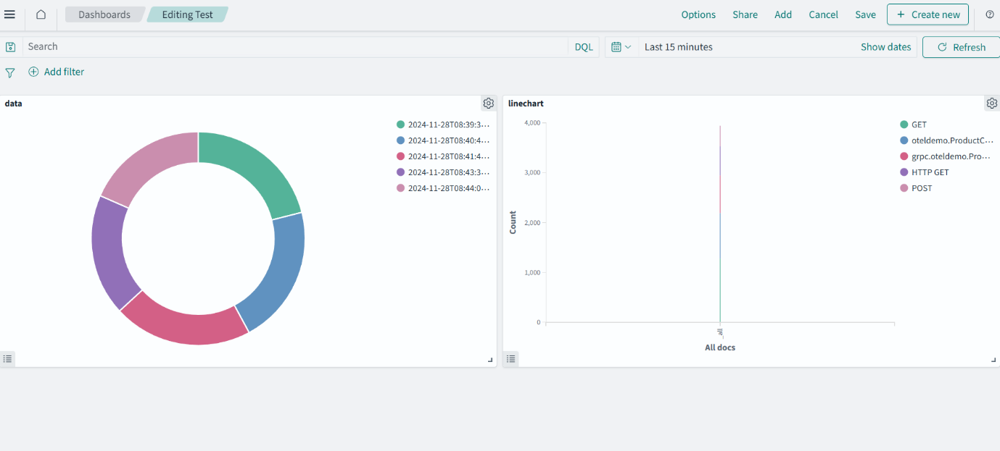 Dashboards Editing Test Options Share Add Cancel Save + Create new
Search DQL Last 15 minutes Show dates Refresh
Add filter
data
2024-11-28T08:39:3...
2024-11-28T08:40:4...
2024-11-28T08:41:4...
2024-11-28T08:43:3...
2024-11-28T08:44:0...
linechart
4,000
3,000
2,000
1,000
0
Count
_all
All docs
GET
oteldemo.ProductC...
grpc.oteldemo.Pro...
HTTP GET
POST